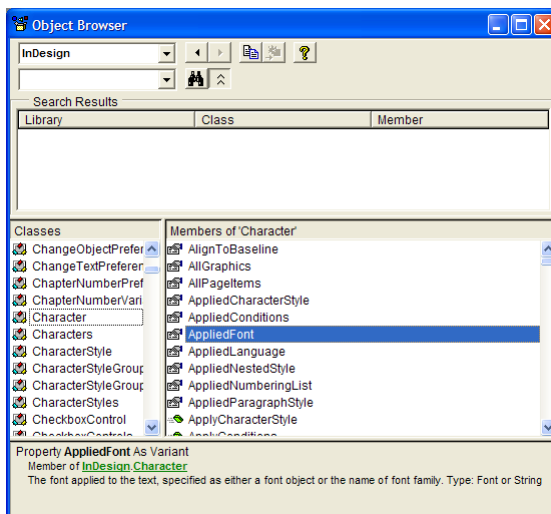 Object Browser
InDesign
Search Results
Library Class Member
Classes
ChangeObjectPrefer
ChangeTextPreferen
ChapterNumberPref
ChapterNumberVari
Character
Characters
CharacterStyle
CharacterStyleGroup
CharacterStyleGroup
CharacterStyles
CheckboxControl
CheckboxControls
Members of 'Character'
AlignToBaseline
AllGraphics
AllPageItems
AppliedCharacterStyle
AppliedConditions
AppliedFont
AppliedLanguage
AppliedNestedStyle
AppliedNumberingList
AppliedParagraphStyle
ApplyCharacterStyle
ApplyConditions
Property AppliedFont As Variant
Member of InDesign.Character
The font applied to the text, specified as either a font object or the name of font family. Type: Font or String